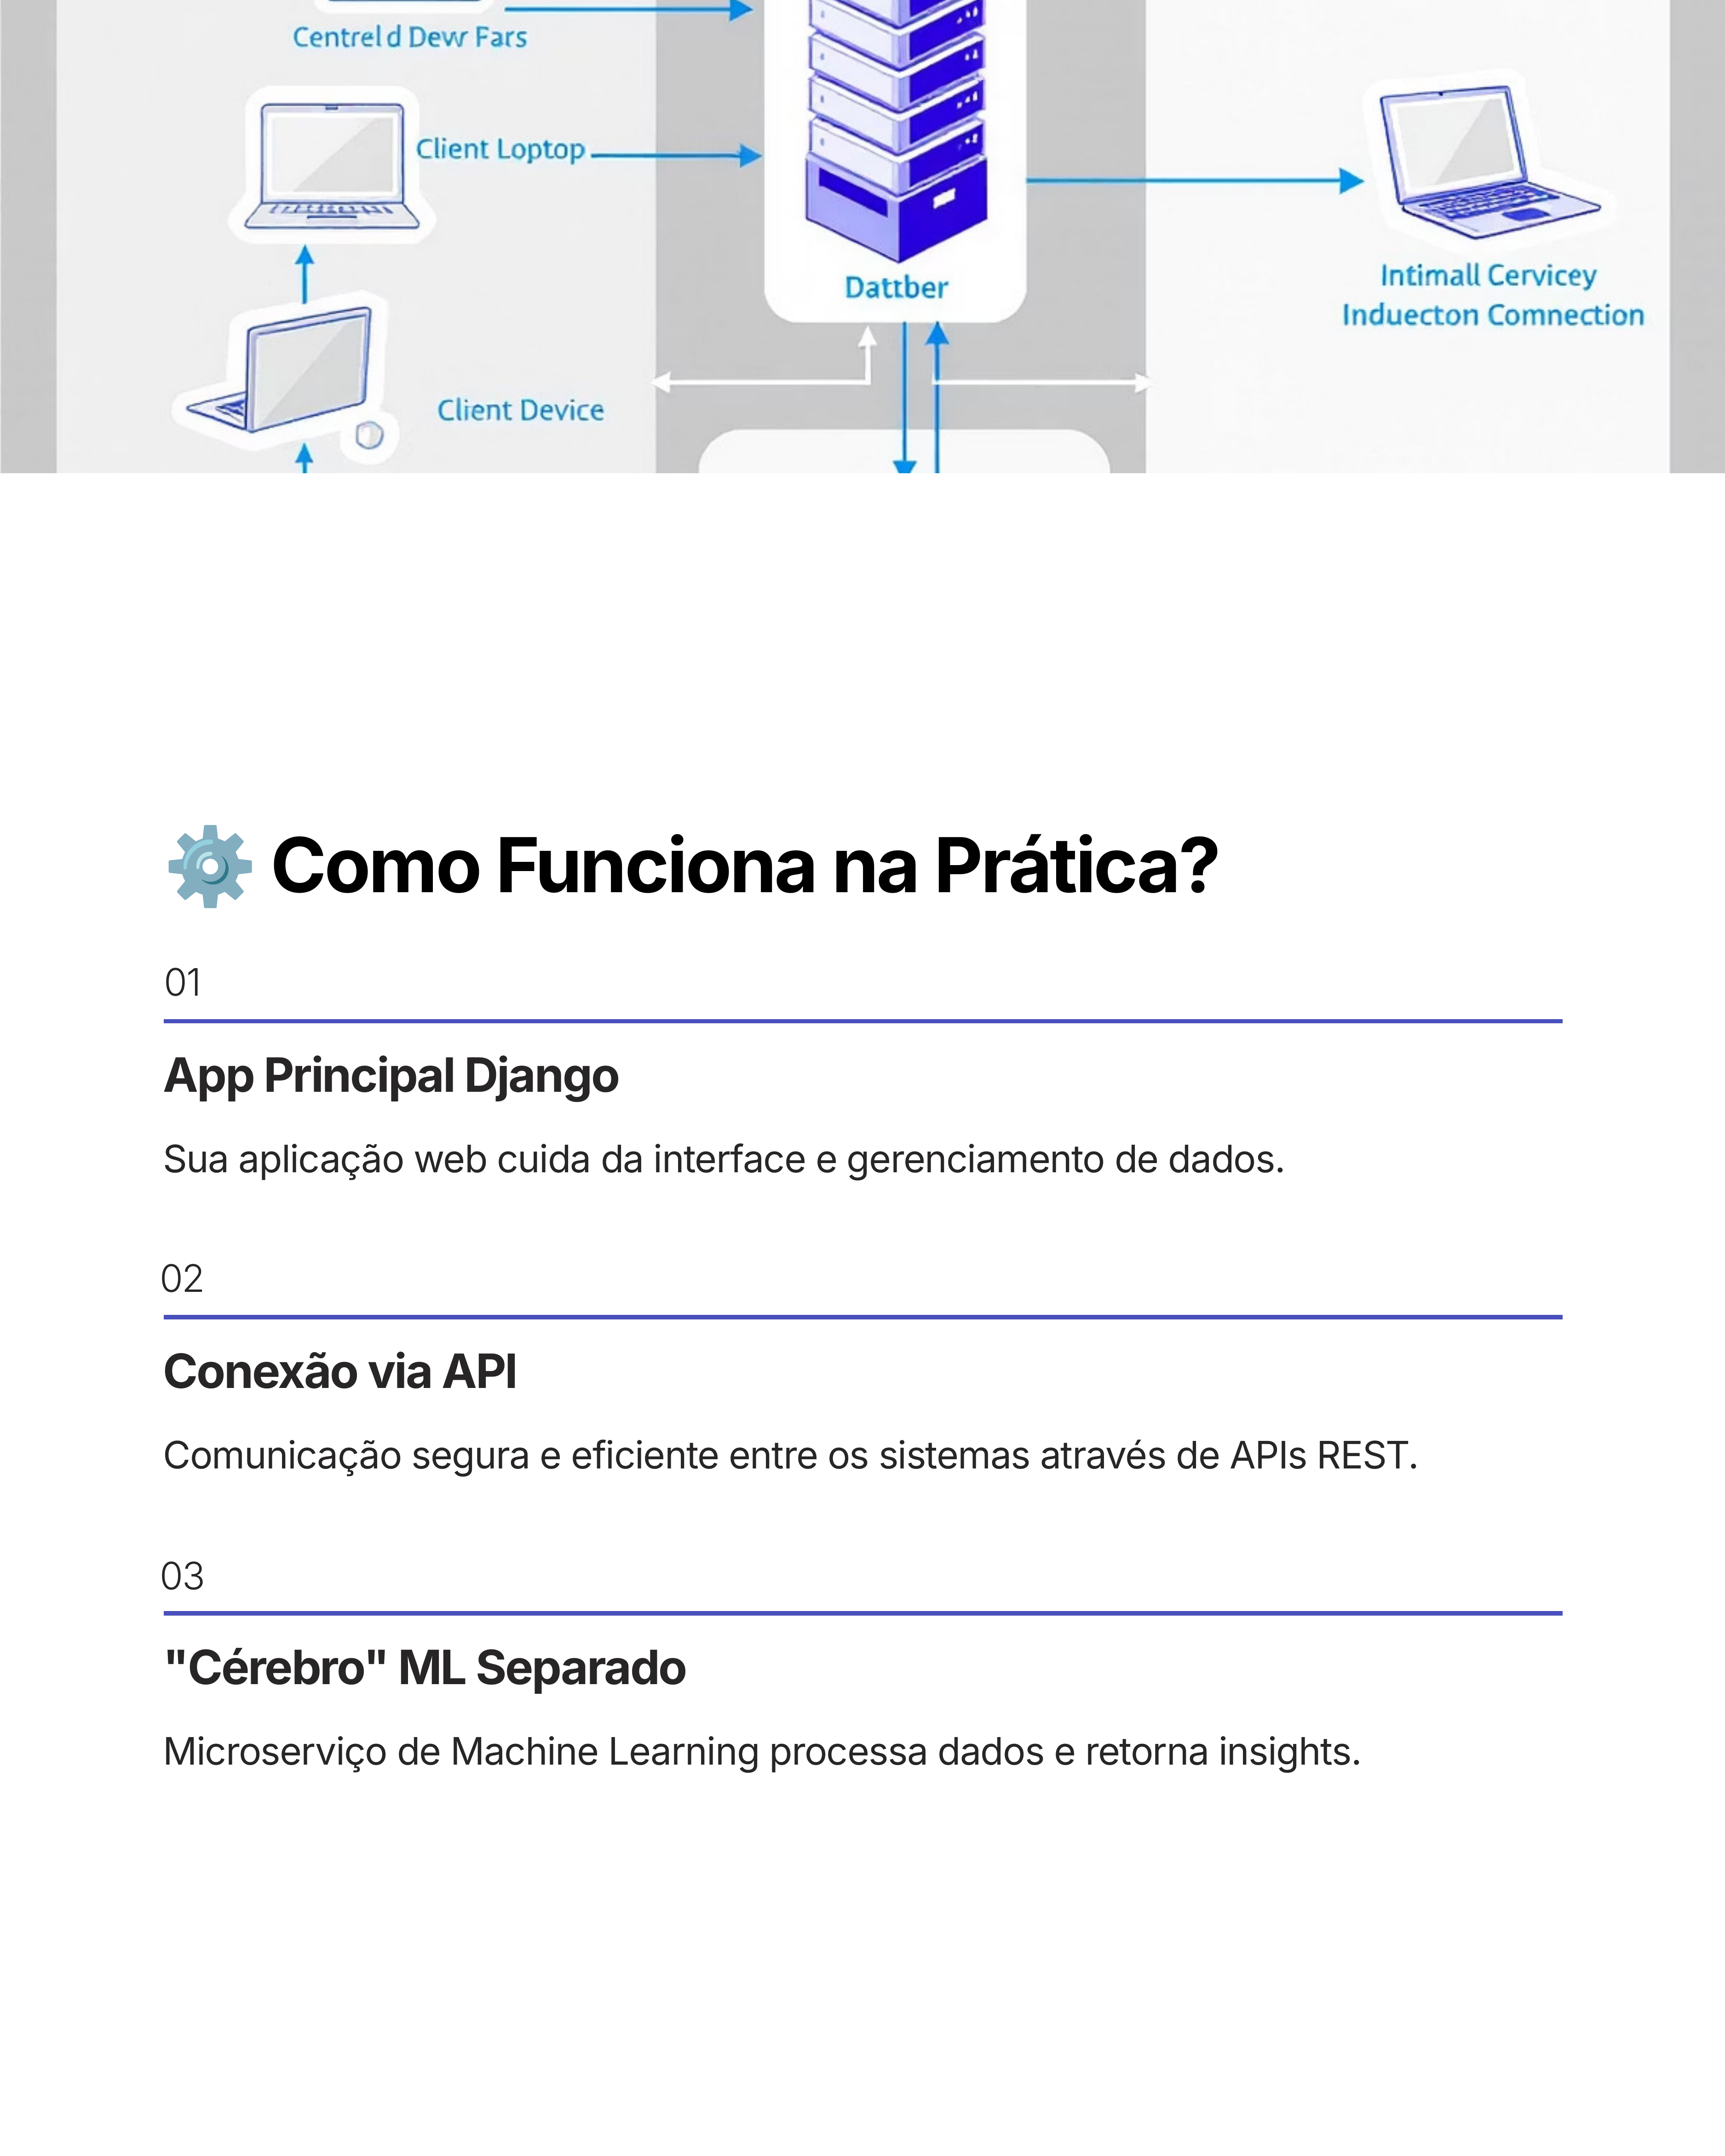 Centrel d Devr Fars
Client Loptop
Dattber
Intimall Cervicey
Induecton Comnection
Client Device
⚙️ Como Funciona na Prática?
01
App Principal Django
Sua aplicação web cuida da interface e gerenciamento de dados.
02
Conexão via API
Comunicação segura e eficiente entre os sistemas através de APIs REST.
03
"Cérebro" ML Separado
Microserviço de Machine Learning processa dados e retorna insights.